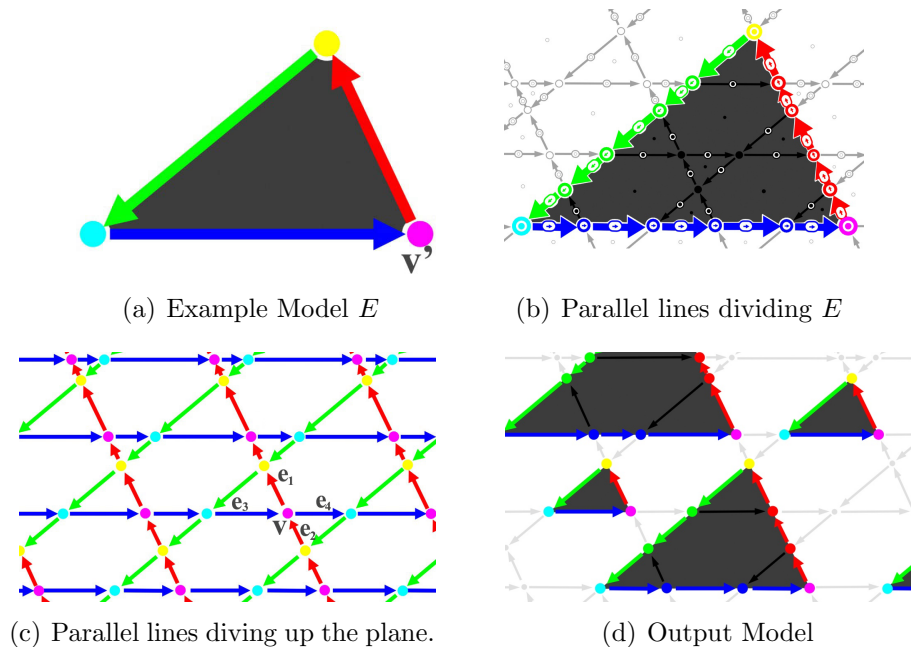 v'
(a) Example Model E
(b) Parallel lines dividing E
e1
e3
e4
v
e2
(c) Parallel lines diving up the plane.
(d) Output Model